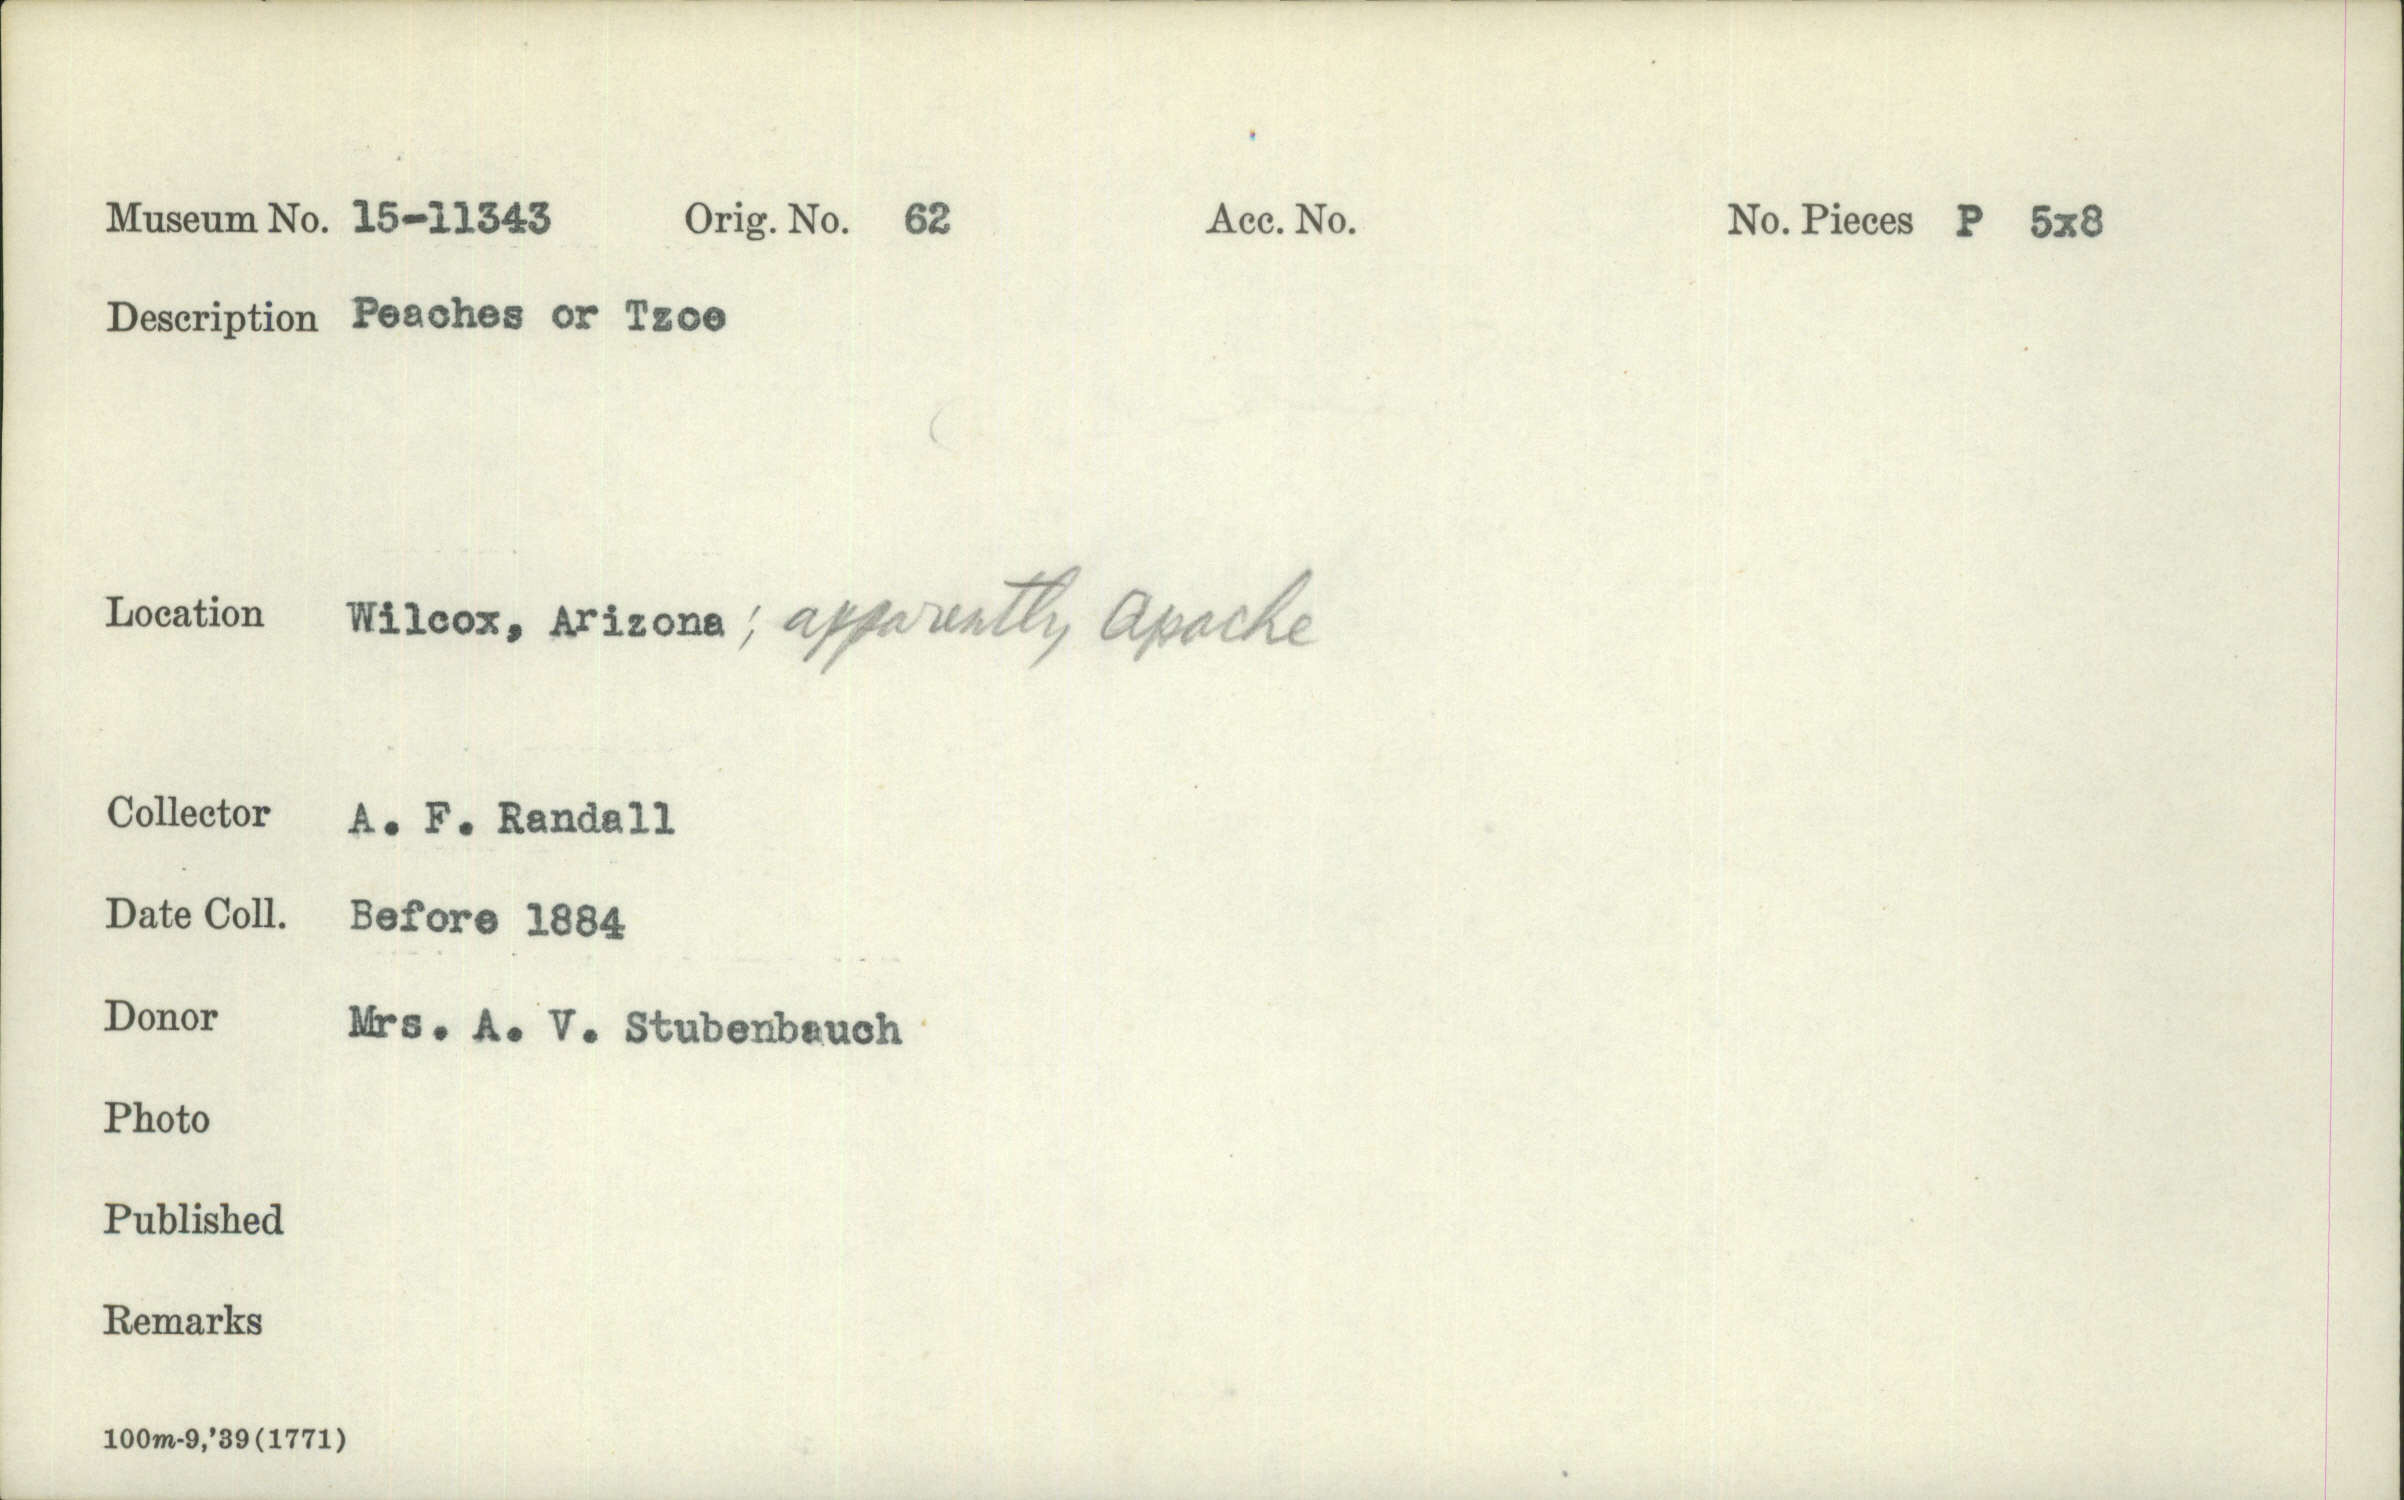 Museum No. 15-11343 Orig. No. 62 Acc. No. No. Pieces P 5x8
Description Peaches or Tzoe
Location Wilcox, Arizona ; apparently Apache
Collector A. F. Randall
Date Coll. Before 1884
Donor Mrs. A. V. Stubenbauch
Photo
Published
Remarks
100m-9,'39(1771)